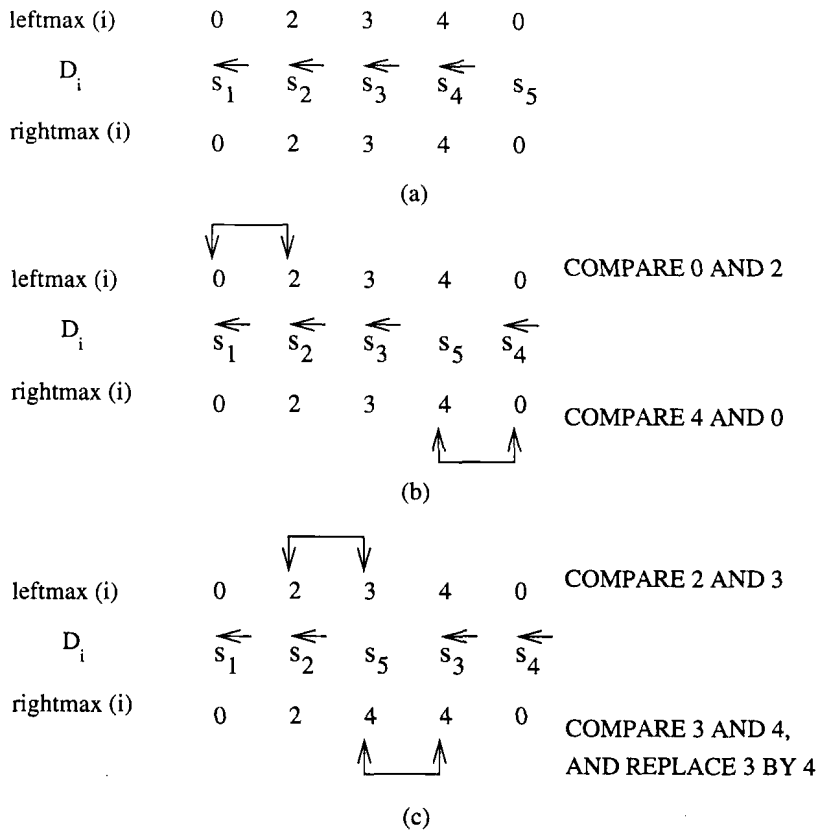 leftmax (i) 0 2 3 4 0
D_i s_1 s_2 s_3 s_4 s_5
rightmax (i) 0 2 3 4 0
(a)
leftmax (i) 0 2 3 4 0 COMPARE 0 AND 2
D_i s_1 s_2 s_3 s_5 s_4
rightmax (i) 0 2 3 4 0 COMPARE 4 AND 0
(b)
leftmax (i) 0 2 3 4 0 COMPARE 2 AND 3
D_i s_1 s_2 s_5 s_3 s_4
rightmax (i) 0 2 4 4 0 COMPARE 3 AND 4,
AND REPLACE 3 BY 4
(c)